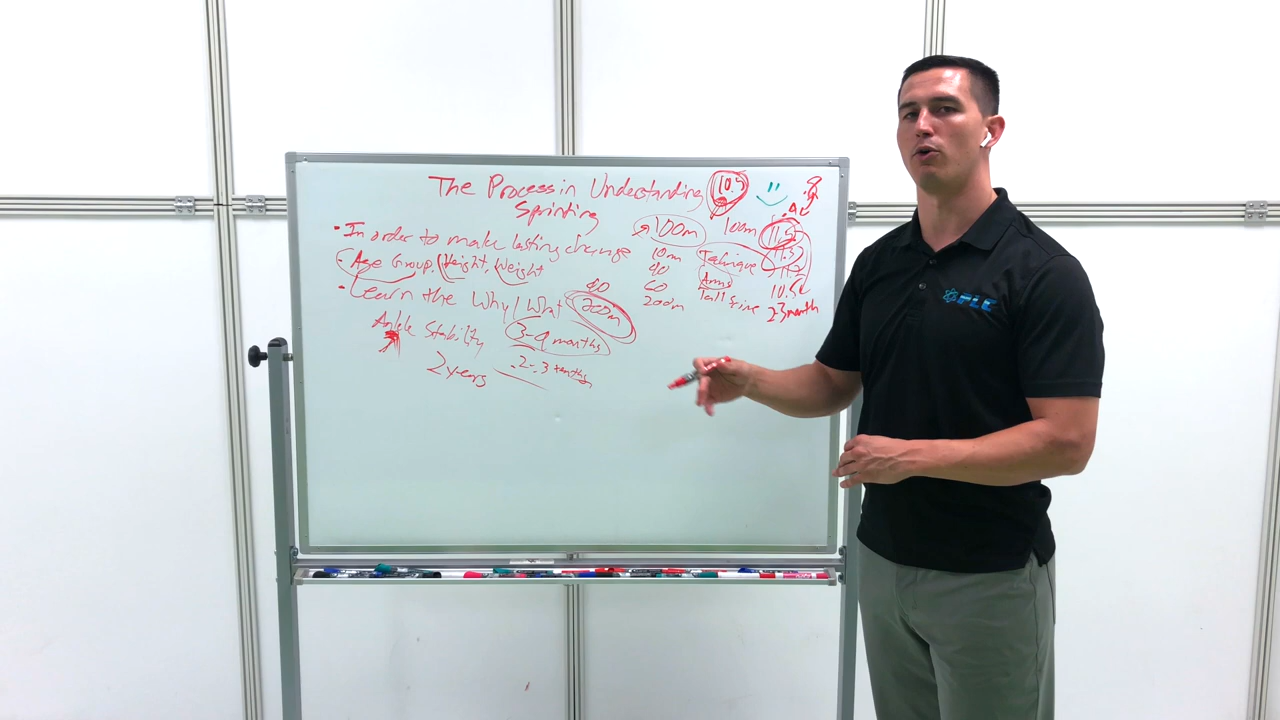 The Process in Understanding
Sprinting
10.5
• In order to make lasting change
• Age Group, Height, Weight
• Learn the Why/What
60
200m
Ankle Stability
3-9 months
2 years
.2-.3 tenths
100m
10m
60
200m
100m
11.5
Technique
11.3
Arms
Tall Spine
10.5
2-3 month
PLE